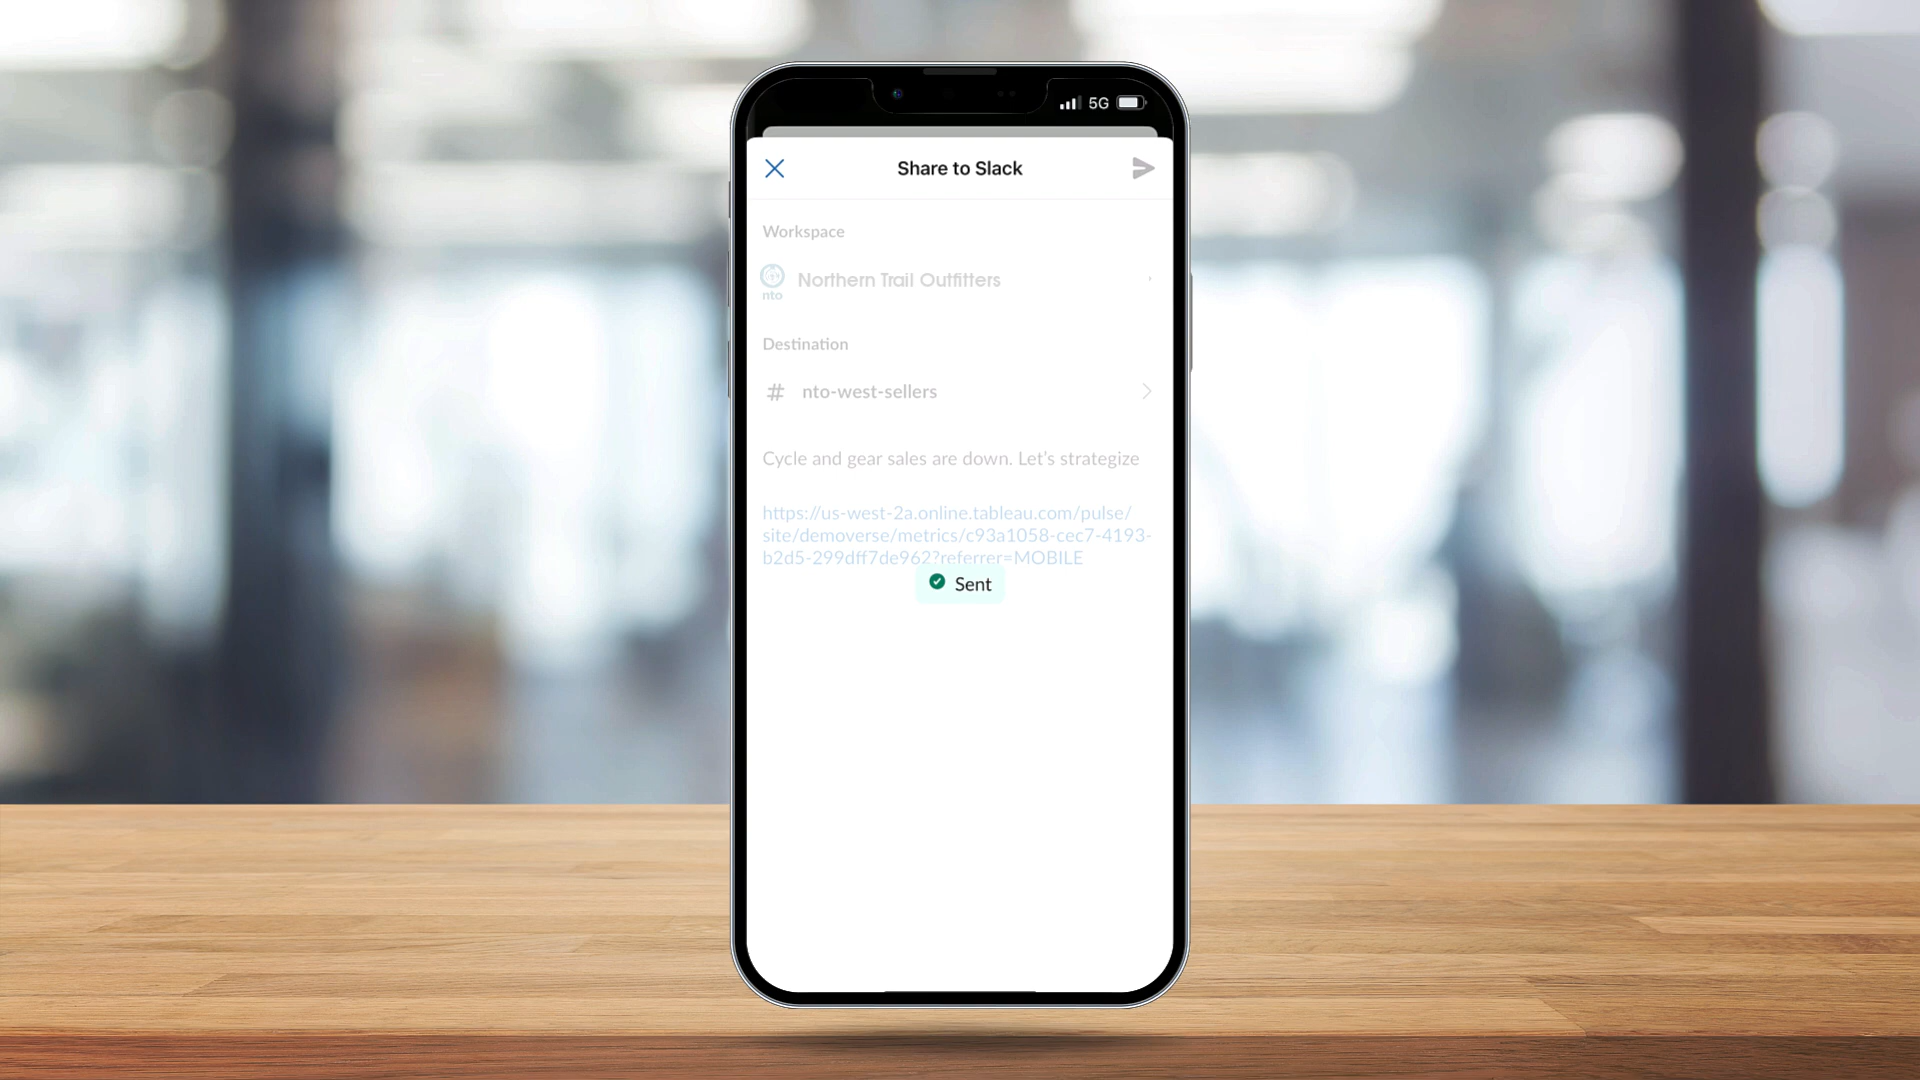 5G
Share to Slack
Workspace
nto
Northern Trail Outfitters
Destination
# nto-west-sellers
Cycle and gear sales are down. Let's strategize
https://us-west-2a.online.tableau.com/pulse/
site/demoverse/metrics/c93a1058-cec7-4193-
b2d5-299dff7de962?referrer=MOBILE
Sent